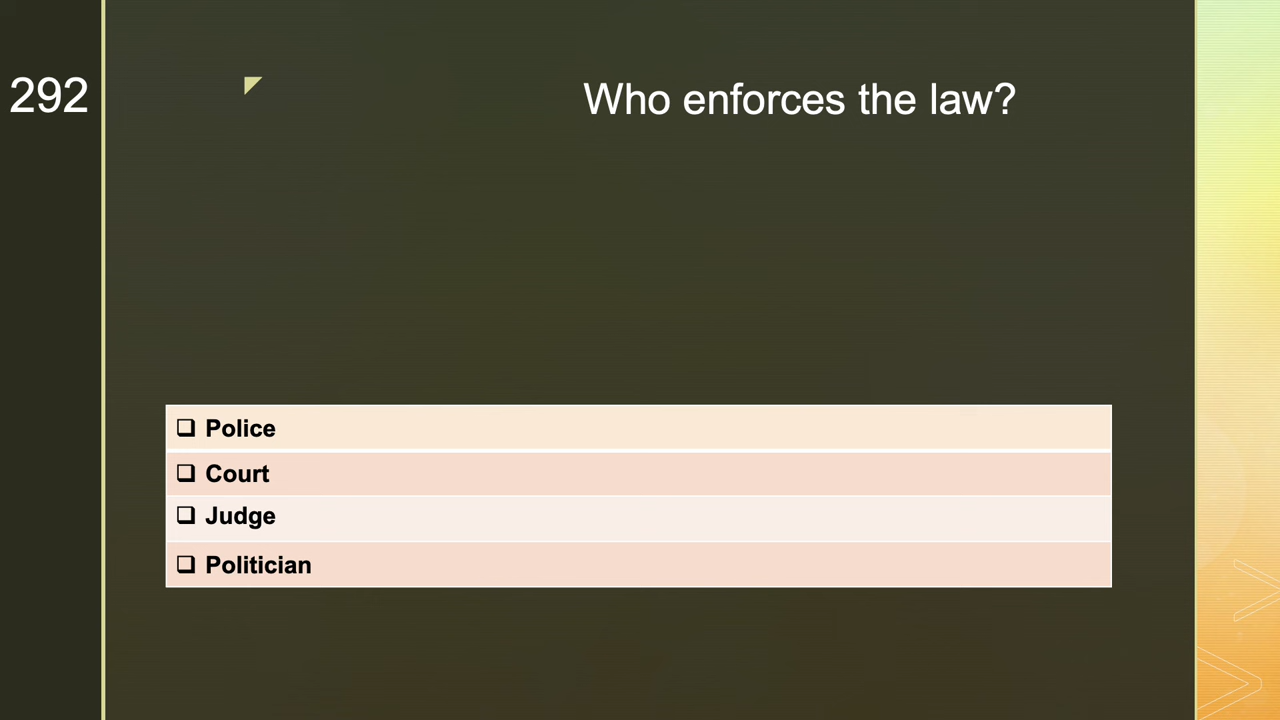 292
Who enforces the law?
❑ Police
❑ Court
❑ Judge
❑ Politician